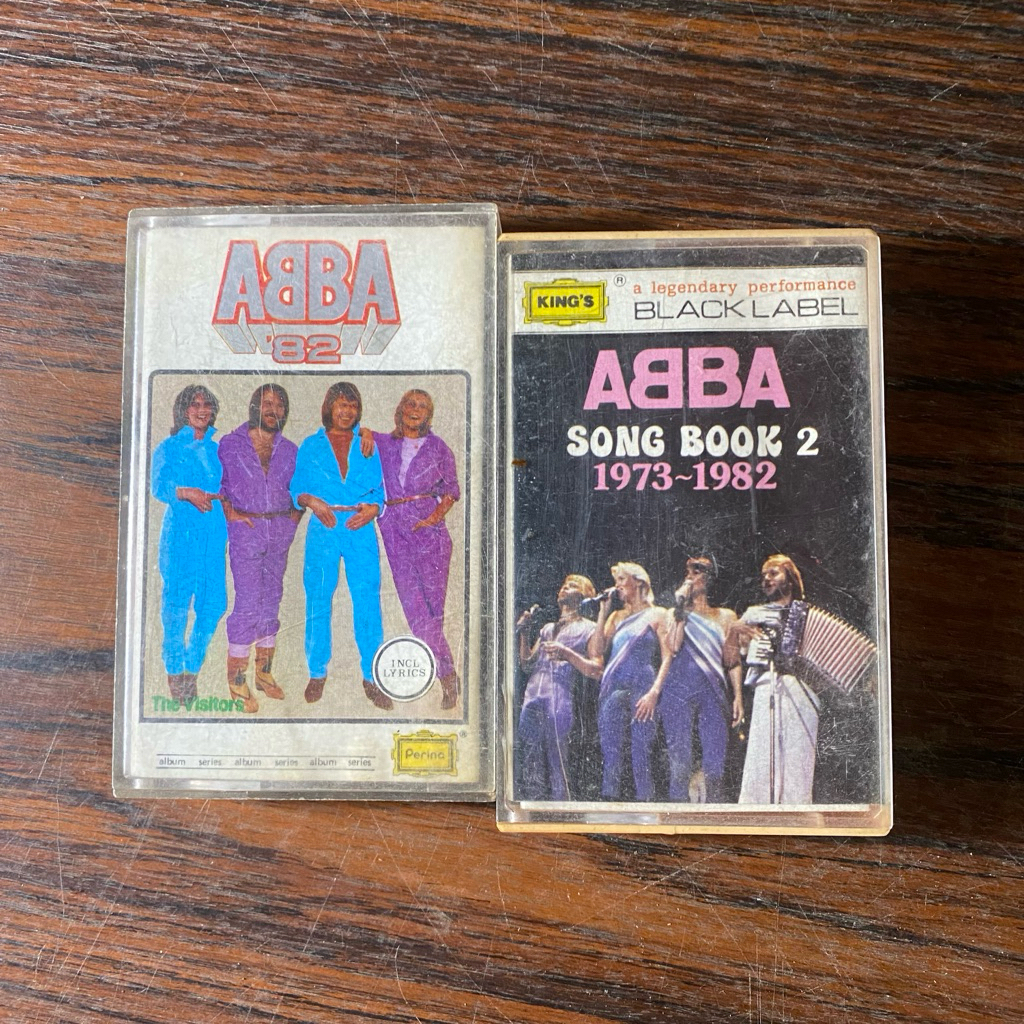 ABBA
'82
INCL
LYRICS
The Visitors
album series album series album series
Perina
®
KING'S
®
a legendary performance
BLACK LABEL
ABBA
SONG BOOK 2
1973~1982